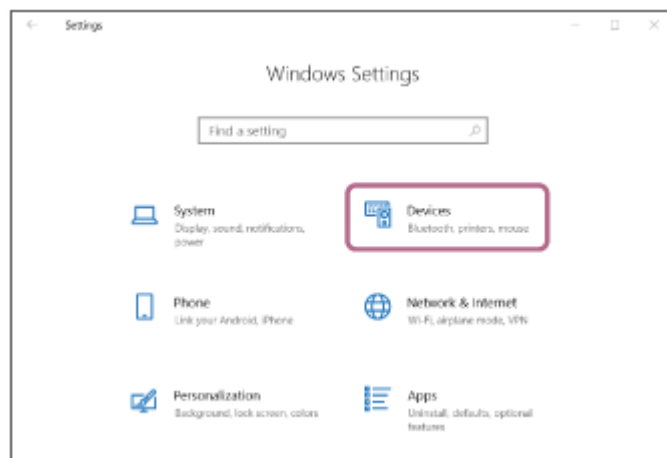 Settings
Windows Settings
Find a setting
System
Display, sound, notifications,
power
Devices
Bluetooth, printers, mouse
Phone
Link your Android, iPhone
Network & Internet
Wi-Fi, airplane mode, VPN
Personalization
Background, lock screen, colors
Apps
Uninstall, defaults, optional
features